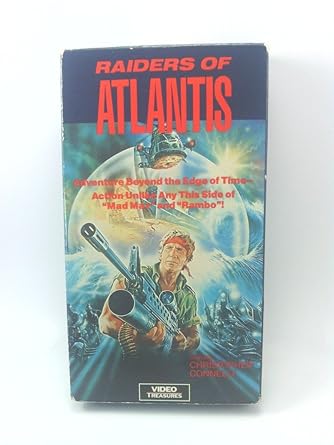 RAIDERS OF
ATLANTIS
Adventure Beyond the Edge of Time—
Action Unlike Any This Side of
"Mad Max" and "Rambo"!
CHRISTOPHER
CONNELLY
VIDEO
TREASURES